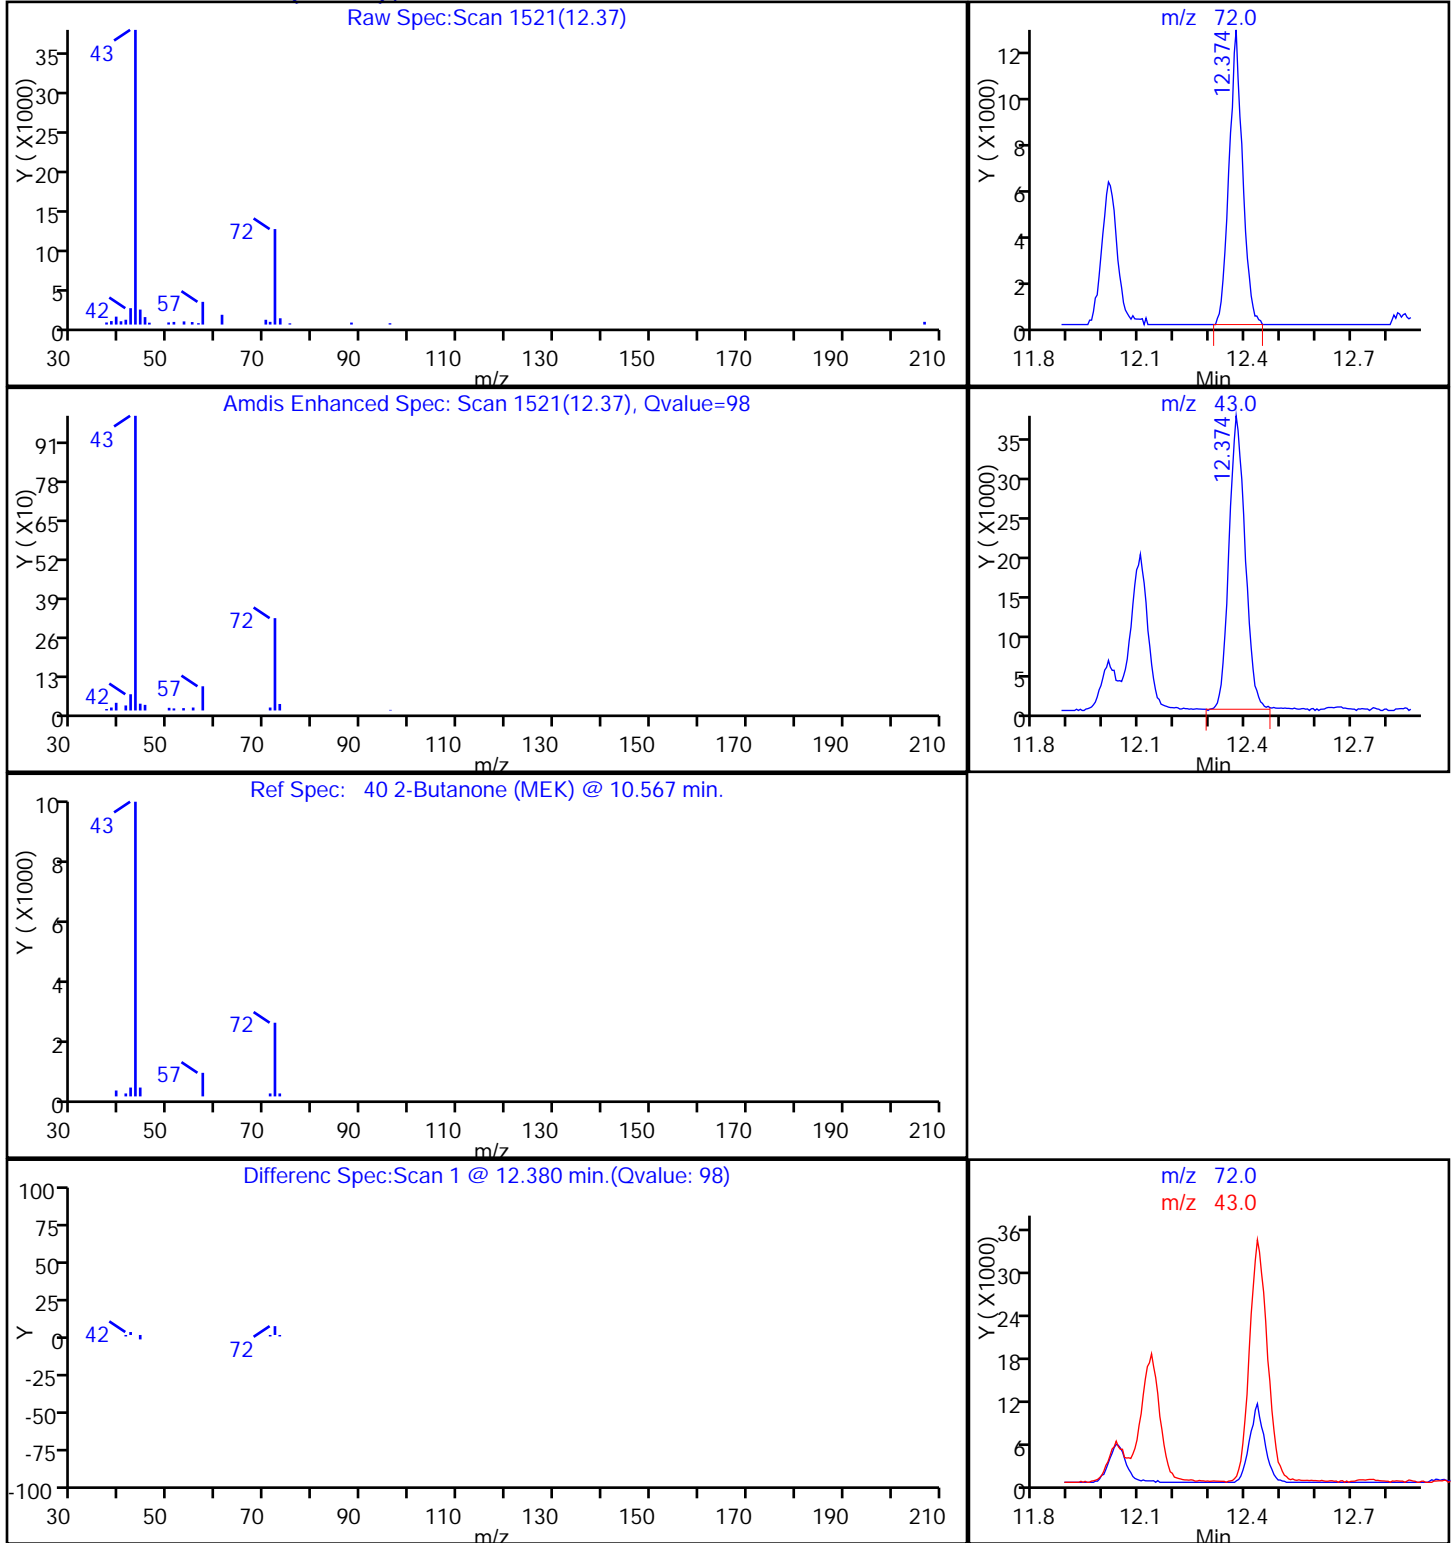 Raw Spec:Scan 1521(12.37)
Y ( X1000)
35
30
25
20
15
10
5
0
43
42
57
72
30 50 70 90 110 130 150 170 190 210
m/z
m/z 72.0
Y ( X1000)
12
10
8
6
4
2
0
12.374
11.8 12.1 12.4 12.7
Min
Amdis Enhanced Spec: Scan 1521(12.37), Qvalue=98
Y ( X10)
91
78
65
52
39
26
13
0
43
42
57
72
30 50 70 90 110 130 150 170 190 210
m/z
m/z 43.0
Y ( X1000)
35
30
25
20
15
10
5
0
12.374
11.8 12.1 12.4 12.7
Min
Ref Spec: 40 2-Butanone (MEK) @ 10.567 min.
Y ( X1000)
10
8
6
4
2
0
43
57
72
30 50 70 90 110 130 150 170 190 210
m/z
Differenc Spec:Scan 1 @ 12.380 min.(Qvalue: 98)
Y
100
75
50
25
0
-25
-50
-75
-100
42
72
30 50 70 90 110 130 150 170 190 210
m/z
m/z 72.0
m/z 43.0
Y ( X1000)
36
30
24
18
12
6
0
11.8 12.1 12.4 12.7
Min